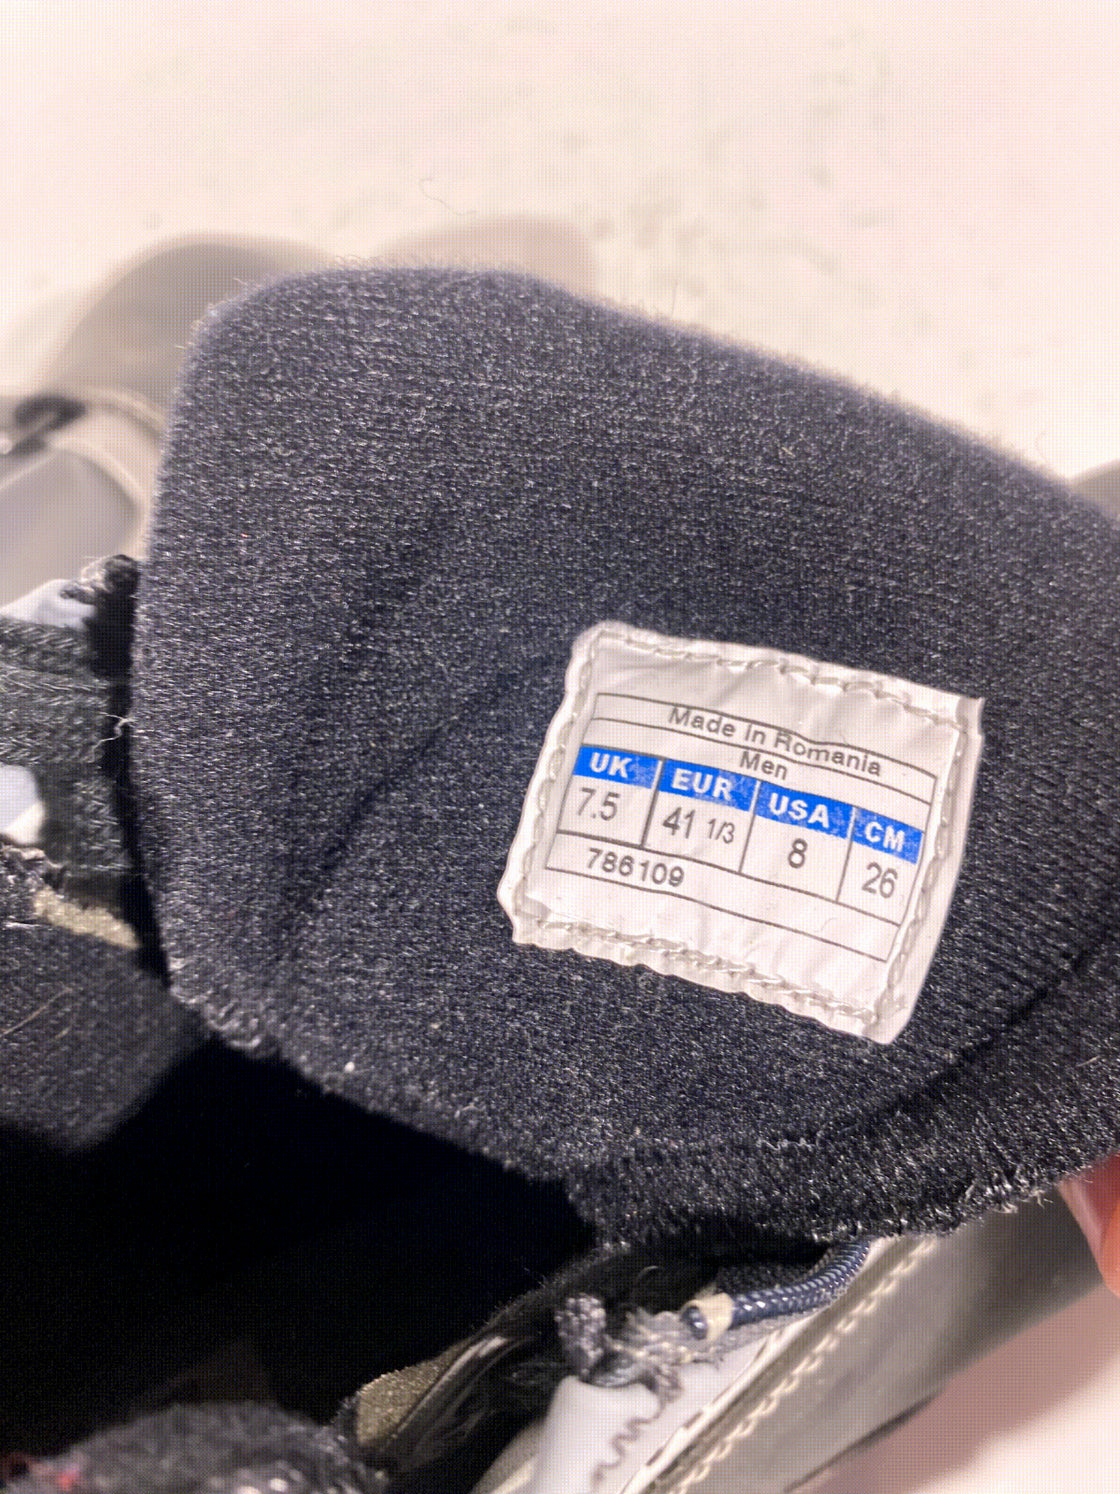 Made in Romania
Men
UK EUR USA CM
7.5 41 1/3 8 26
786109